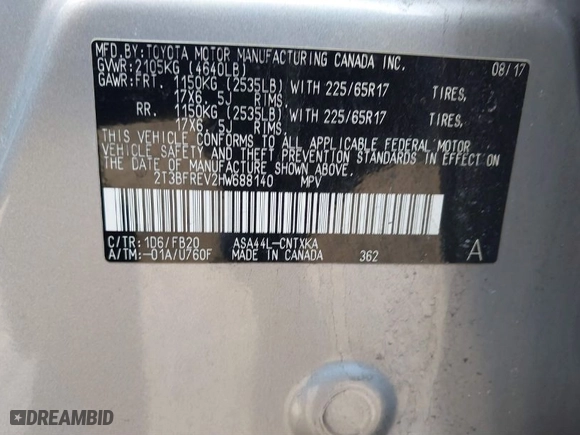 MFD.BY:TOYOTA MOTOR MANUFACTURING CANADA INC.
GVWR:2105KG (4640LB) 08/17
GAWR:FRT. 1150KG (2535LB) WITH 225/65R17 TIRES,
17X6.5J RIMS,
RR. 1150KG (2535LB) WITH 225/65R17 TIRES,
17X6.5J RIMS.
THIS VEHICLE CONFORMS TO ALL APPLICABLE FEDERAL MOTOR
VEHICLE SAFETY AND THEFT PREVENTION STANDARDS IN EFFECT ON
THE DATE OF MANUFACTURE SHOWN ABOVE.
2T3BFREV2HW688140 MPV
C/TR:1D6/FB20 ASA44L-CNTXKA A
A/TM:-01A/U760F MADE IN CANADA 362
DREAMBID